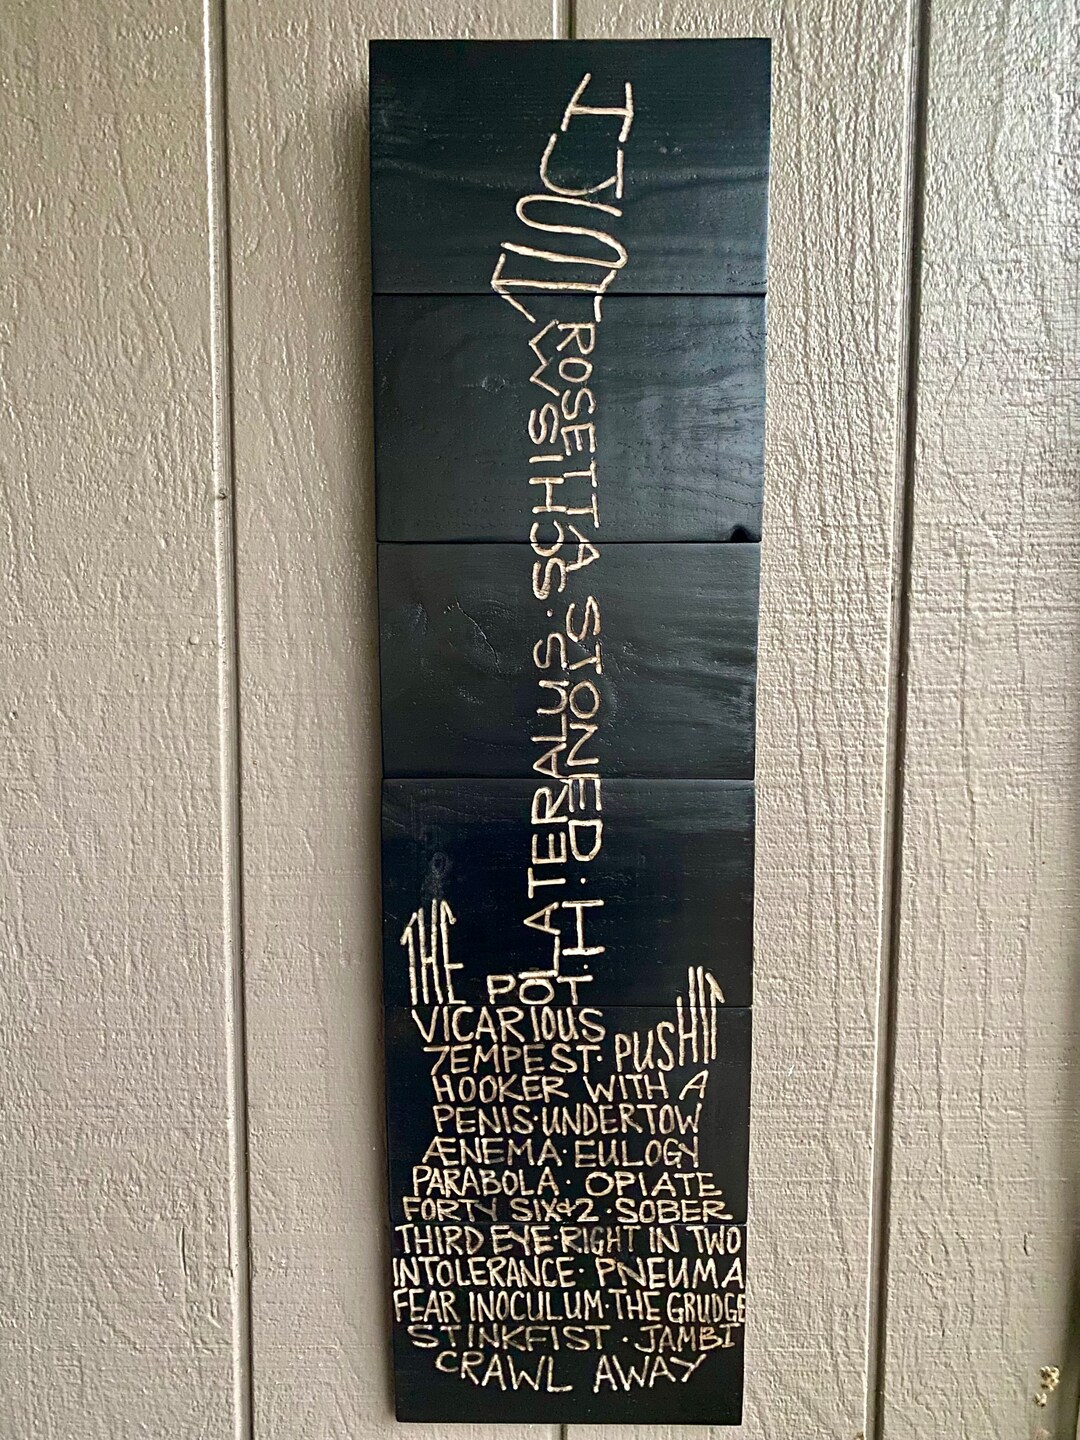 HUSH
ROSETTA STONED · H.
LATERALUS · SCHISM
THE POT
VICARIOUS
7EMPEST · PUSHIT
HOOKER WITH A
PENIS · UNDERTOW
ÆNEMA · EULOGY
PARABOLA · OPIATE
FORTY SIX & 2 · SOBER
THIRD EYE · RIGHT IN TWO
INTOLERANCE · PNEUMA
FEAR INOCULUM · THE GRUDGE
STINKFIST · JAMBI
CRAWL AWAY